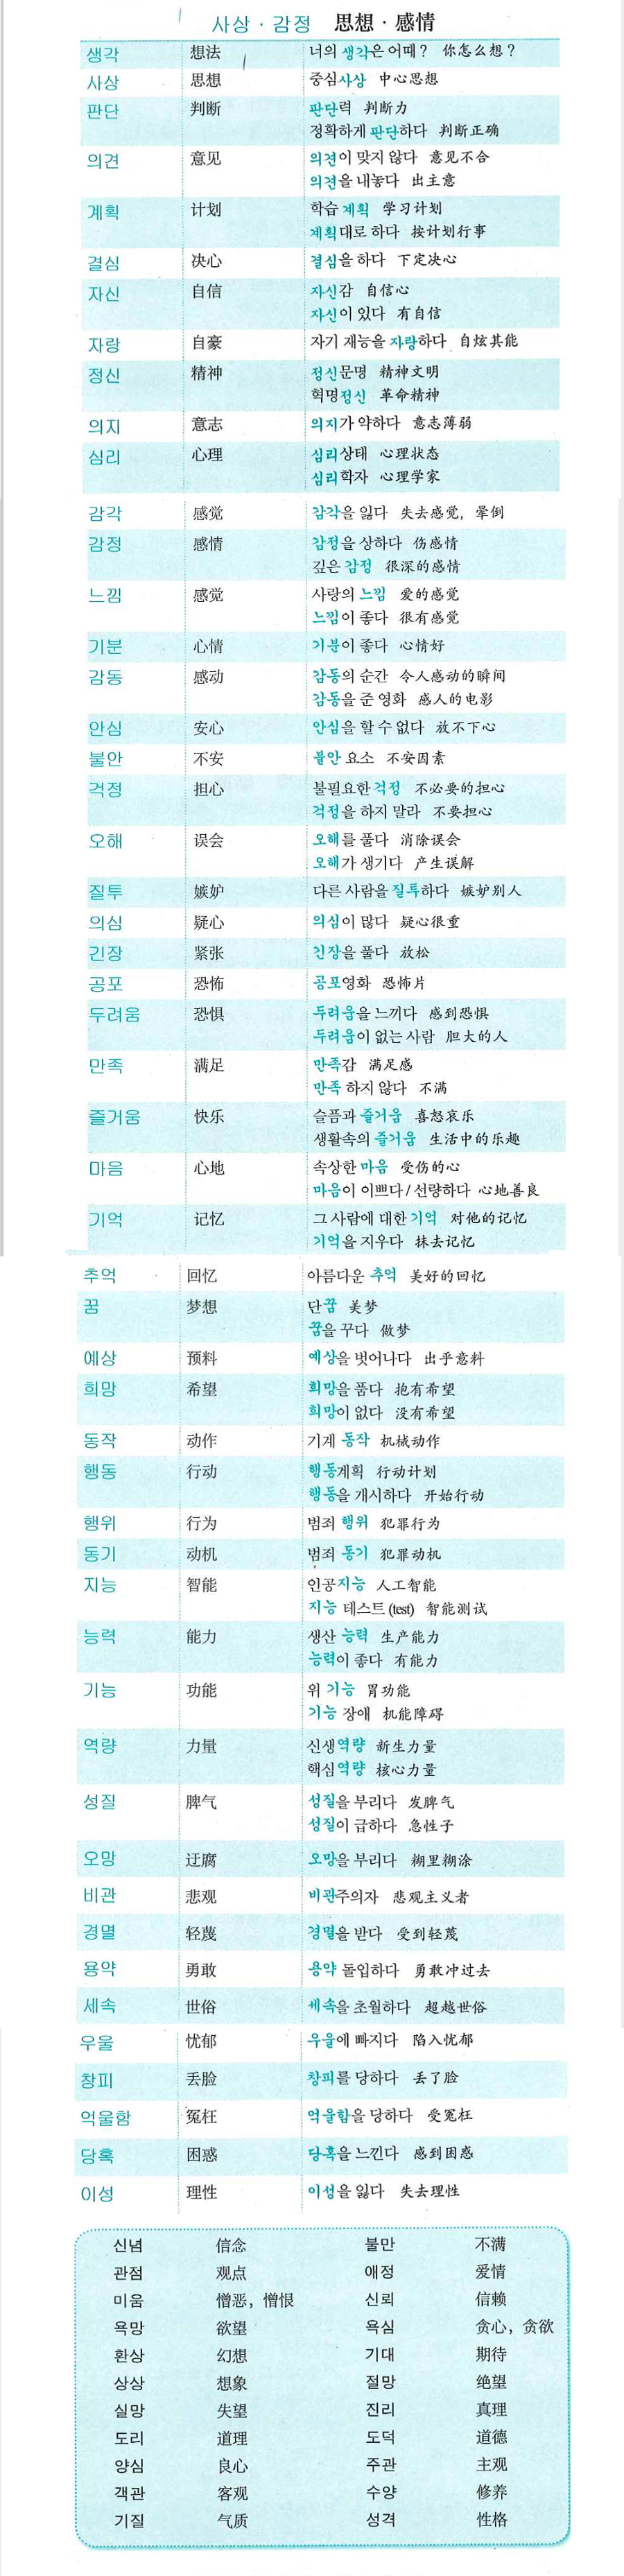 사상 · 감정 思想 · 感情
생각 想法 너의 생각은 어때? 你怎么想?
사상 思想 중심사상 中心思想
판단 判断 판단력 判断力
정확하게 판단하다 判断正确
의견 意见 의견이 맞지 않다 意见不合
의견을 내놓다 出主意
계획 计划 학습 계획 学习计划
계획대로 하다 按计划行事
결심 决心 결심을 하다 下定决心
자신 自信 자신감 自信心
자신이 있다 有自信
자랑 自豪 자기 재능을 자랑하다 自炫其能
정신 精神 정신문명 精神文明
혁명정신 革命精神
의지 意志 의지가 약하다 意志薄弱
심리 心理 심리상태 心理状态
심리학자 心理学家
감각 感觉 감각을 잃다 失去感觉, 晕倒
감정 感情 감정을 상하다 伤感情
깊은 감정 很深的感情
느낌 感觉 사랑의 느낌 爱的感觉
느낌이 좋다 很有感觉
기분 心情 기분이 좋다 心情好
감동 感动 감동의 순간 令人感动的瞬间
감동을 준 영화 感人的电影
안심 安心 안심을 할 수 없다 放不下心
불안 不安 불안 요소 不安因素
걱정 担心 불필요한 걱정 不必要的担心
걱정을 하지 말라 不要担心
오해 误会 오해를 풀다 消除误会
오해가 생기다 产生误解
질투 嫉妒 다른 사람을 질투하다 嫉妒别人
의심 疑心 의심이 많다 疑心很重
긴장 紧张 긴장을 풀다 放松
공포 恐怖 공포영화 恐怖片
두려움 恐惧 두려움을 느끼다 感到恐惧
두려움이 없는 사람 胆大的人
만족 满足 만족감 满足感
만족 하지 않다 不满
즐거움 快乐 슬픔과 즐거움 喜怒哀乐
생활속의 즐거움 生活中的乐趣
마음 心地 속상한 마음 受伤的心
마음이 이쁘다/선량하다 心地善良
기억 记忆 그 사람에 대한 기억 对他的记忆
기억을 지우다 抹去记忆
추억 回忆 아름다운 추억 美好的回忆
꿈 梦想 단꿈 美梦
꿈을 꾸다 做梦
예상 预料 예상을 벗어나다 出乎意料
희망 希望 희망을 품다 抱有希望
희망이 없다 没有希望
동작 动作 기계 동작 机械动作
행동 行动 행동계획 行动计划
행동을 개시하다 开始行动
행위 行为 범죄 행위 犯罪行为
동기 动机 범죄 동기 犯罪动机
지능 智能 인공지능 人工智能
지능 테스트(test) 智能测试
능력 能力 생산 능력 生产能力
능력이 좋다 有能力
기능 功能 위 기능 胃功能
기능 장애 机能障碍
역량 力量 신생역량 新生力量
핵심역량 核心力量
성질 脾气 성질을 부리다 发脾气
성질이 급하다 急性子
오망 迂腐 오망을 부리다 糊里糊涂
비관 悲观 비관주의자 悲观主义者
경멸 轻蔑 경멸을 받다 受到轻蔑
용약 勇敢 용약 돌입하다 勇敢冲过去
세속 世俗 세속을 초월하다 超越世俗
우울 忧郁 우울에 빠지다 陷入忧郁
창피 丢脸 창피를 당하다 丢了脸
억울함 冤枉 억울함을 당하다 受冤枉
당혹 困惑 당혹을 느낀다 感到困惑
이성 理性 이성을 잃다 失去理性
신념 信念 불만 不满
관점 观点 애정 爱情
미움 憎恶, 憎恨 신뢰 信赖
욕망 欲望 욕심 贪心, 贪欲
환상 幻想 기대 期待
상상 想象 절망 绝望
실망 失望 진리 真理
도리 道理 도덕 道德
양심 良心 주관 主观
객관 客观 수양 修养
기질 气质 성격 性格